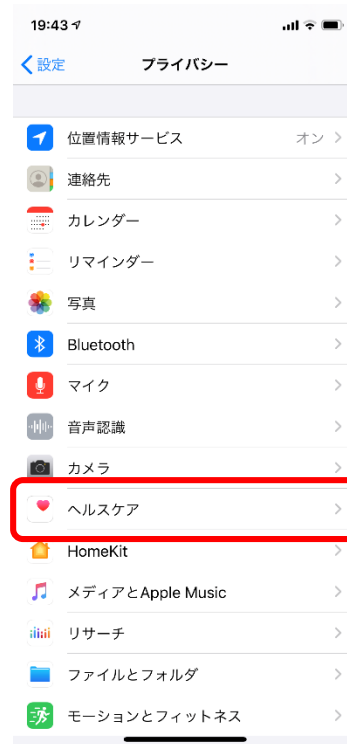 19:43
設定
プライバシー
位置情報サービス オン
連絡先
カレンダー
リマインダー
写真
Bluetooth
マイク
音声認識
カメラ
ヘルスケア
HomeKit
メディアとApple Music
リサーチ
ファイルとフォルダ
モーションとフィットネス